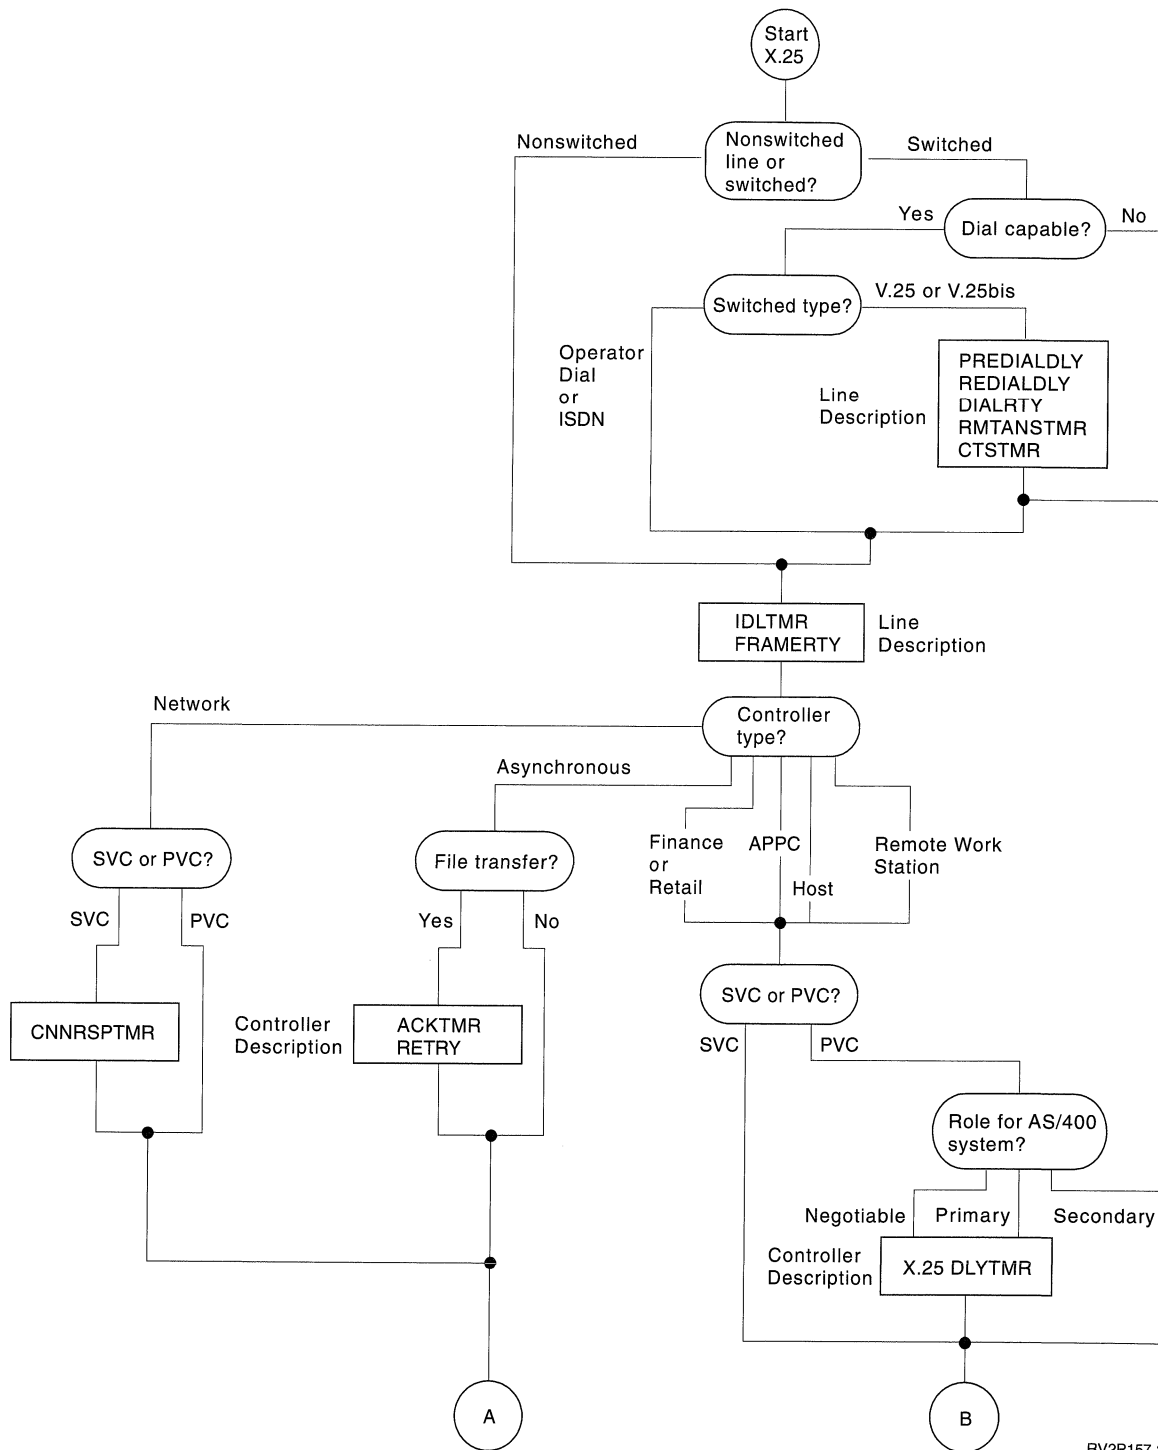 Start
X.25
Nonswitched
Nonswitched
line or
switched?
Switched
Yes
Dial capable?
No
Switched type?
V.25 or V.25bis
Operator
Dial
or
ISDN
Line
Description
PREDIALDLY
REDIALDLY
DIALRTY
RMTANSTMR
CTSTMR
IDLTMR
FRAMERTY
Line
Description
Network
Controller
type?
Asynchronous
SVC or PVC?
File transfer?
Finance
or
Retail
APPC
Host
Remote Work
Station
SVC
PVC
Yes
No
SVC or PVC?
CNNRSPTMR
Controller
Description
ACKTMR
RETRY
SVC
PVC
Role for AS/400
system?
Negotiable
Primary
Secondary
Controller
Description
X.25 DLYTMR
A
B